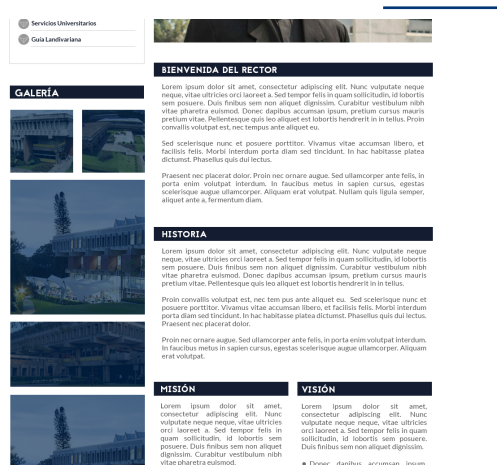 Servicios Universitarios
Guía Landivariana
GALERÍA
BIENVENIDA DEL RECTOR
Lorem ipsum dolor sit amet, consectetur adipiscing elit. Nunc vulputate neque
neque, vitae ultricies orci laoreet a. Sed tempor felis in quam sollicitudin, id lobortis
sem posuere. Duis finibus sem non aliquet dignissim. Curabitur vestibulum nibh
vitae pharetra euismod. Donec dapibus accumsan ipsum, pretium cursus mauris
pretium vitae. Pellentesque quis leo aliquet est lobortis hendrerit in in tellus. Proin
convallis volutpat est, nec tempus ante aliquet eu.
Sed scelerisque nunc et posuere porttitor. Vivamus vitae accumsan libero, et
facilisis felis. Morbi interdum porta diam sed tincidunt. In hac habitasse platea
dictumst. Phasellus quis dui lectus.
Praesent nec placerat dolor. Proin nec ornare augue. Sed ullamcorper ante felis, in
porta enim volutpat interdum. In faucibus metus in sapien cursus, egestas
scelerisque augue ullamcorper. Aliquam erat volutpat. Nullam quis ligula semper,
aliquet ante a, fermentum diam.
HISTORIA
Lorem ipsum dolor sit amet, consectetur adipiscing elit. Nunc vulputate neque
neque, vitae ultricies orci laoreet a. Sed tempor felis in quam sollicitudin, id lobortis
sem posuere. Duis finibus sem non aliquet dignissim. Curabitur vestibulum nibh
vitae pharetra euismod. Donec dapibus accumsan ipsum, pretium cursus mauris
pretium vitae. Pellentesque quis leo aliquet est lobortis hendrerit in in tellus.
Proin convallis volutpat est, nec tem pus ante aliquet eu. Sed scelerisque nunc et
posuere porttitor. Vivamus vitae accumsan libero, et facilisis felis. Morbi interdum
porta diam sed tincidunt. In hac habitasse platea dictumst. Phasellus quis dui lectus.
Praesent nec placerat dolor.
Proin nec ornare augue. Sed ullamcorper ante felis, in porta enim volutpat interdum.
In faucibus metus in sapien cursus, egestas scelerisque augue ullamcorper. Aliquam
erat volutpat.
MISIÓN
Lorem ipsum dolor sit amet,
consectetur adipiscing elit. Nunc
vulputate neque neque, vitae ultricies
orci laoreet a. Sed tempor felis in
quam sollicitudin, id lobortis sem
posuere. Duis finibus sem non aliquet
dignissim. Curabitur vestibulum nibh
vitae pharetra euismod.
VISIÓN
Lorem ipsum dolor sit amet,
consectetur adipiscing elit. Nunc
vulputate neque neque, vitae ultricies
orci laoreet a. Sed tempor felis in quam
sollicitudin, id lobortis sem posuere.
Duis finibus sem non aliquet dignissim.
• Donec dapibus accumsan ipsum,